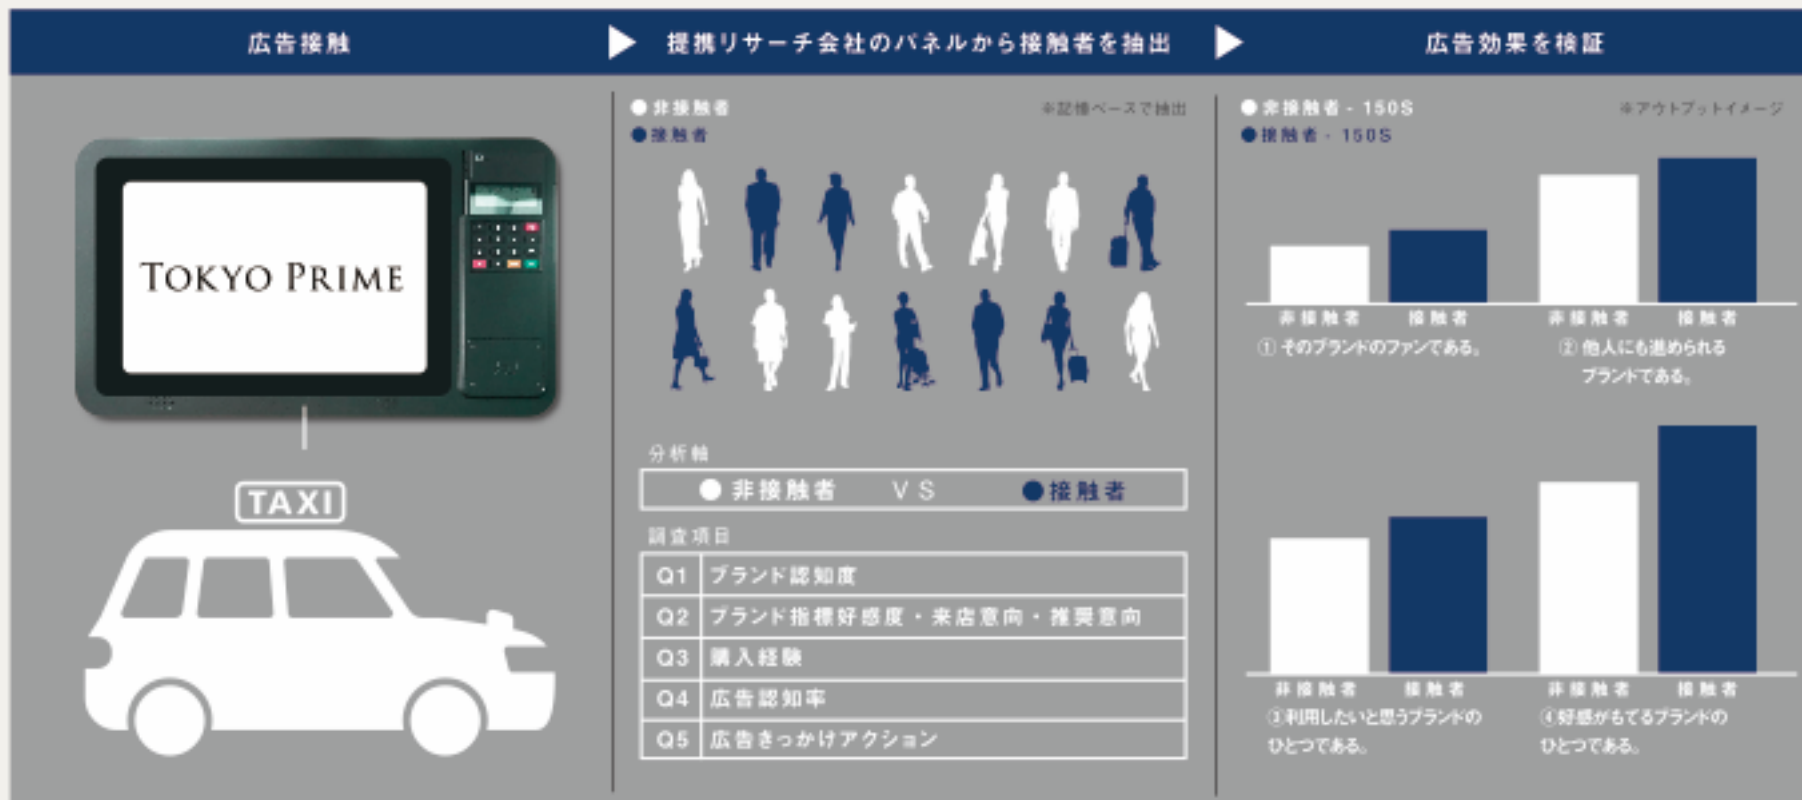 広告接触
提携リサーチ会社のパネルから接触者を抽出
広告効果を検証
TOKYO PRIME
TAXI
●非接触者
※記憶ベースで抽出
●接触者
分析軸
●非接触者 VS ●接触者
調査項目
Q1 ブランド認知度
Q2 ブランド指標好感度・来店意向・推奨意向
Q3 購入経験
Q4 広告認知率
Q5 広告きっかけアクション
●非接触者 - 150S
※アウトプットイメージ
●接触者 - 150S
非接触者 接触者 非接触者 接触者
① そのブランドのファンである。
② 他人にも進められる
ブランドである。
非接触者 接触者 非接触者 接触者
③利用したいと思うブランドの
ひとつである。
④好感がもてるブランドの
ひとつである。